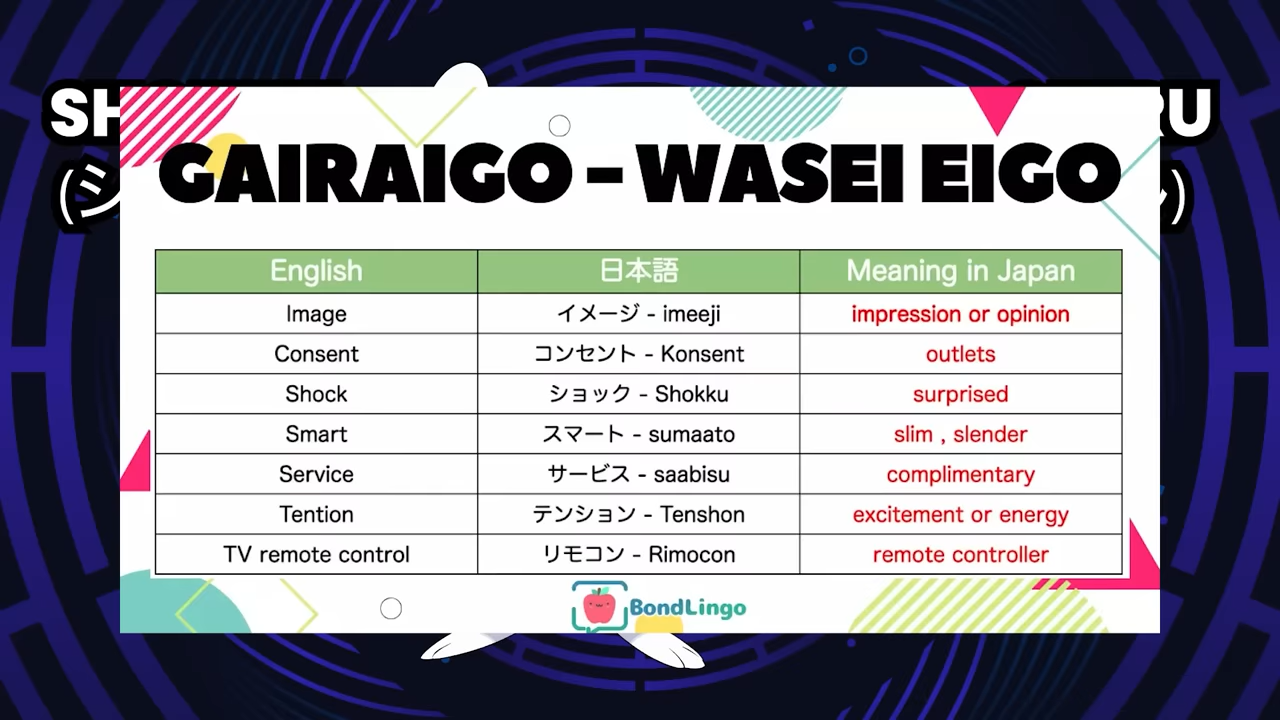 SH
RU
(シ
GAIRAIGO - WASEI EIGO
English 日本語 Meaning in Japan
Image イメージ - imeeji impression or opinion
Consent コンセント - Konsent outlets
Shock ショック - Shokku surprised
Smart スマート - sumaato slim , slender
Service サービス - saabisu complimentary
Tention テンション - Tenshon excitement or energy
TV remote control リモコン - Rimocon remote controller
BondLingo